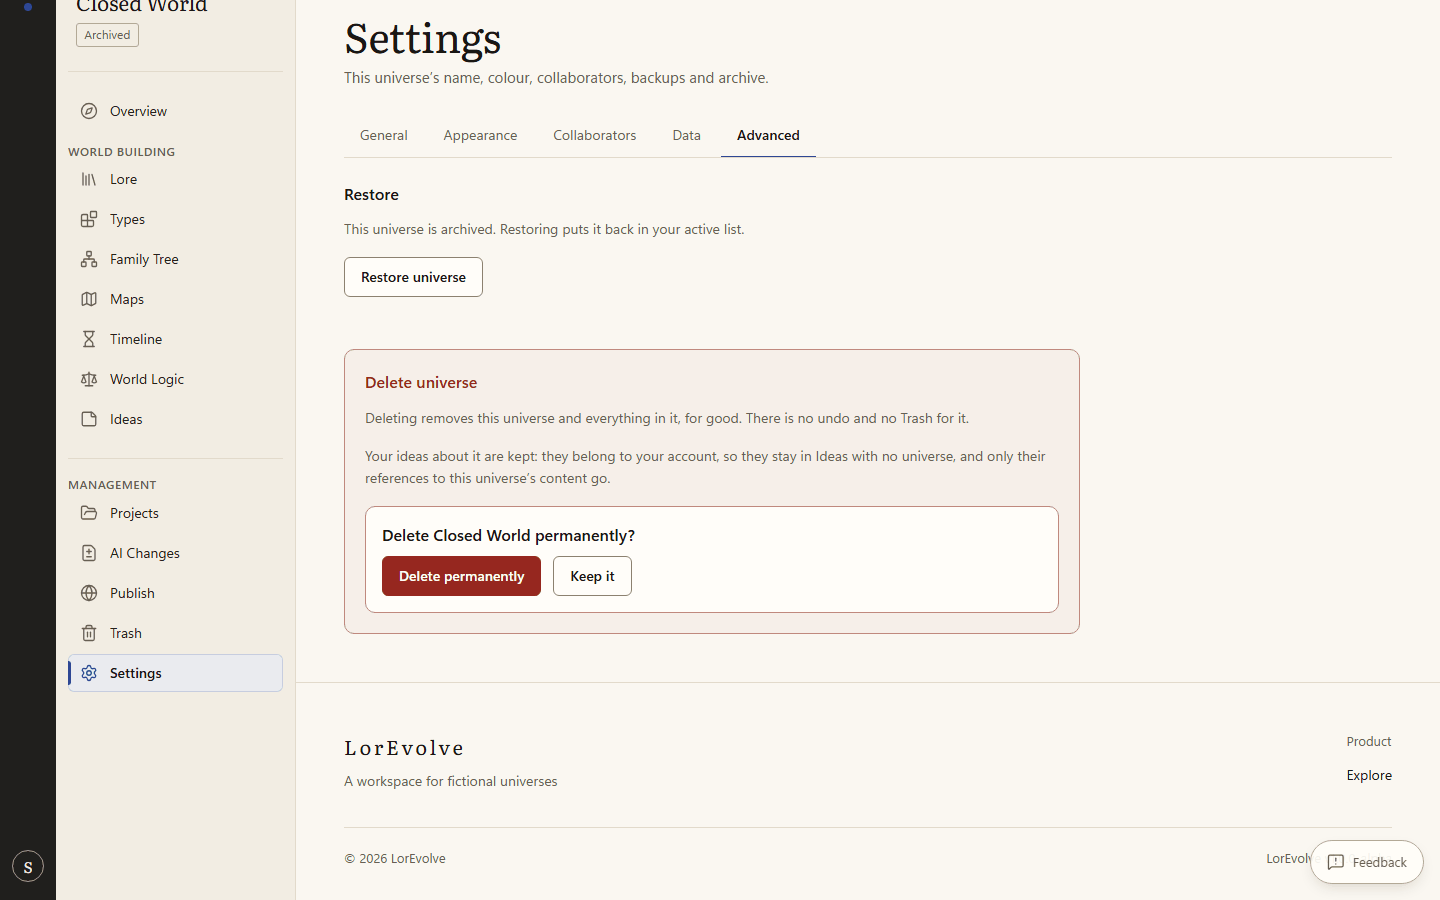 Closed World
Archived
Overview
WORLD BUILDING
Lore
Types
Family Tree
Maps
Timeline
World Logic
Ideas
MANAGEMENT
Projects
AI Changes
Publish
Trash
Settings
S
Settings
This universe’s name, colour, collaborators, backups and archive.
General Appearance Collaborators Data Advanced
Restore
This universe is archived. Restoring puts it back in your active list.
Restore universe
Delete universe
Deleting removes this universe and everything in it, for good. There is no undo and no Trash for it.
Your ideas about it are kept: they belong to your account, so they stay in Ideas with no universe, and only their
references to this universe’s content go.
Delete Closed World permanently?
Delete permanently Keep it
LorEvolve
A workspace for fictional universes
Product
Explore
© 2026 LorEvolve
Feedback